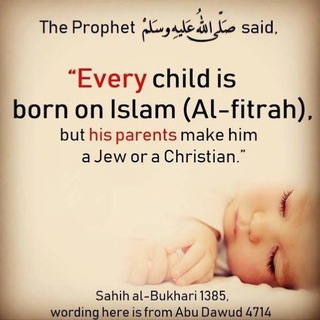 The Prophet صلى الله عليه وسلم said,
“Every child is
born on Islam (Al-fitrah),
but his parents make him
a Jew or a Christian.”
Sahih al-Bukhari 1385,
wording here is from Abu Dawud 4714